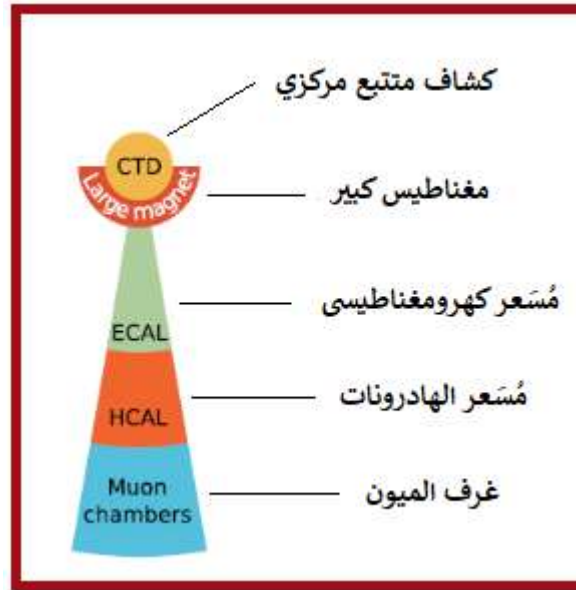 كشاف متتبع مركزي
CTD
Large magnet
مغناطيس كبير
مُسَعر كهرومغناطيسى
ECAL
مُسَعر الهادرونات
HCAL
Muon
chambers
غرف الميون